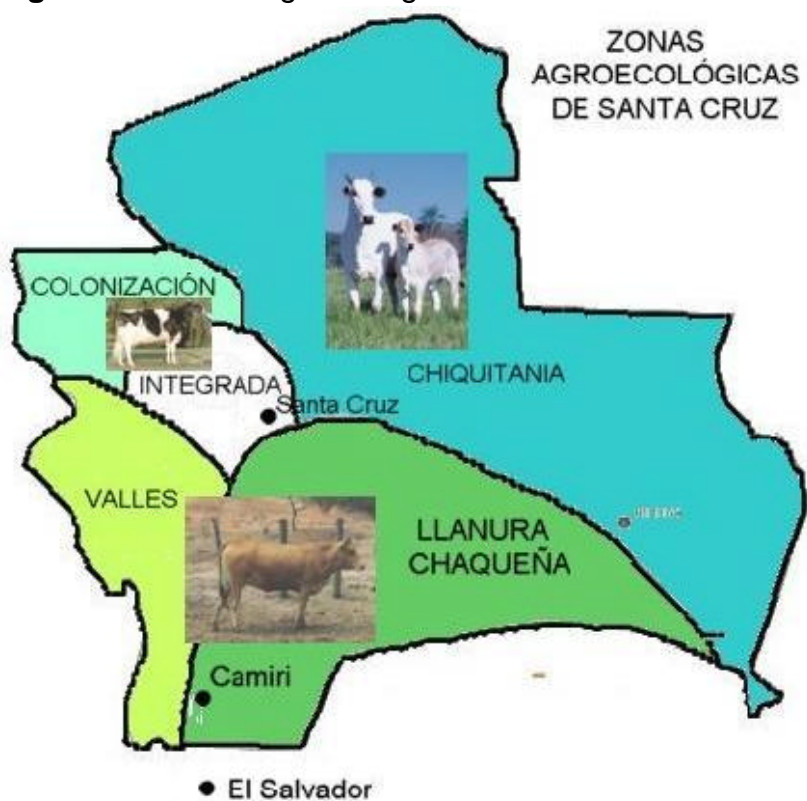 ZONAS
AGROECOLÓGICAS
DE SANTA CRUZ
COLONIZACIÓN
INTEGRADA
CHIQUITANIA
Santa Cruz
VALLES
LLANURA
CHAQUEÑA
Camiri
El Salvador